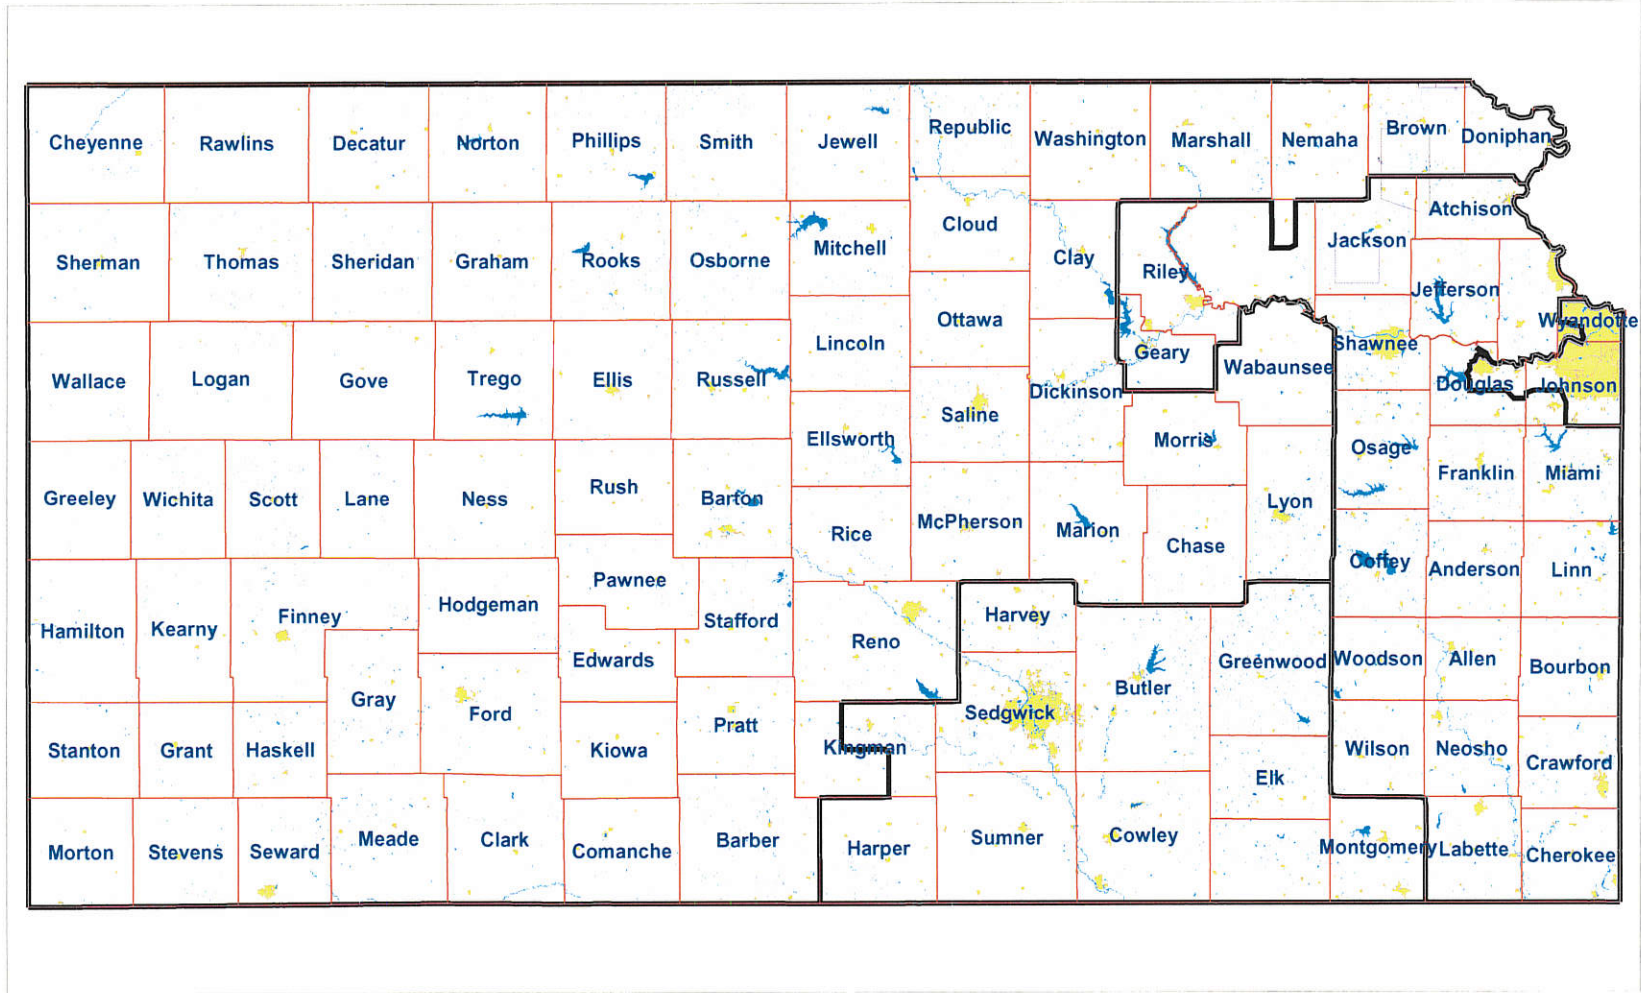 Cheyenne
Rawlins
Decatur
Norton
Phillips
Smith
Jewell
Republic
Washington
Marshall
Nemaha
Brown
Doniphan
Sherman
Thomas
Sheridan
Graham
Rooks
Osborne
Mitchell
Cloud
Clay
Riley
Jackson
Atchison
Jefferson
Wyandotte
Wallace
Logan
Gove
Trego
Ellis
Russell
Lincoln
Ottawa
Saline
Dickinson
Geary
Wabaunsee
Shawnee
Douglas
Johnson
Greeley
Wichita
Scott
Lane
Ness
Rush
Barton
Ellsworth
Rice
McPherson
Marion
Morris
Chase
Lyon
Osage
Franklin
Miami
Coffey
Anderson
Linn
Hamilton
Kearny
Finney
Hodgeman
Pawnee
Stafford
Edwards
Reno
Harvey
Gray
Ford
Sedgwick
Butler
Greenwood
Woodson
Allen
Bourbon
Stanton
Grant
Haskell
Kiowa
Pratt
Kingman
Elk
Wilson
Neosho
Crawford
Morton
Stevens
Seward
Meade
Clark
Comanche
Barber
Harper
Sumner
Cowley
Montgomery
Labette
Cherokee